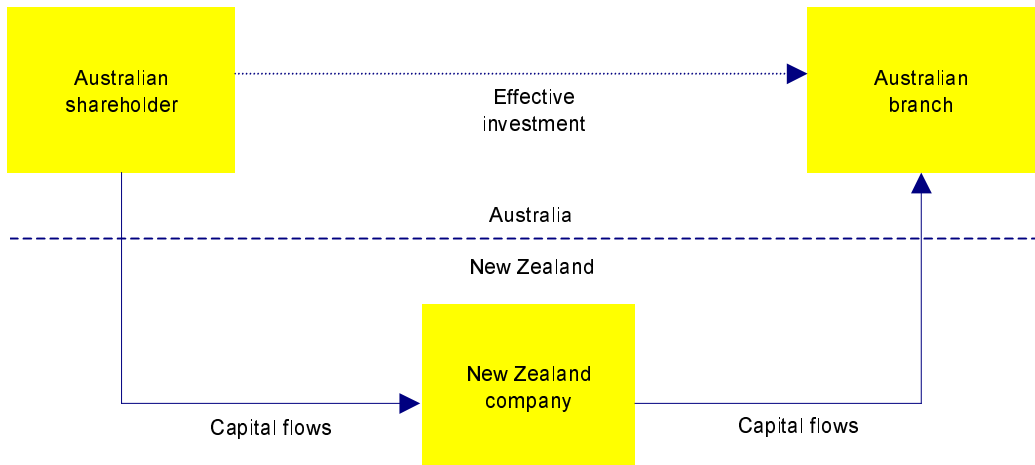 Australian
shareholder
Effective
investment
Australian
branch
Australia
New Zealand
New Zealand
company
Capital flows
Capital flows